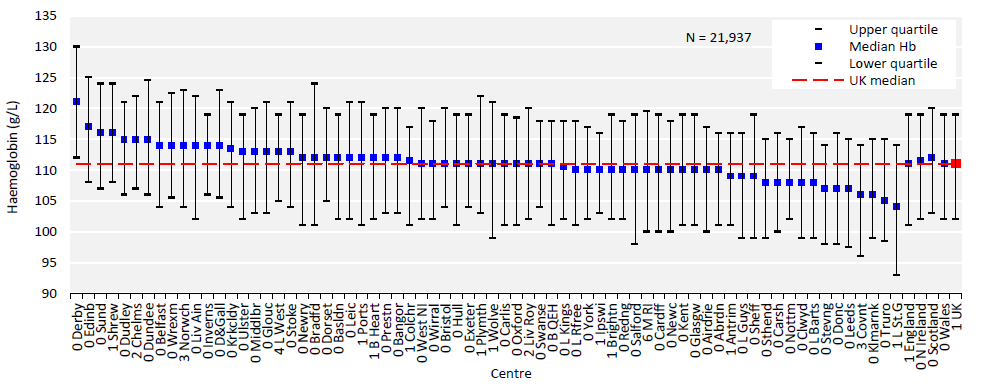 135
130
125
120
115
110
105
100
95
90
Haemoglobin (g/L)
N = 21,937
Upper quartile
Median Hb
Lower quartile
UK median
0 Derby
0 Edinb
0 Sund
1 Shrew
0 Dudley
2 Chelms
0 Dundee
0 Belfast
0 Wrexm
3 Norwch
0 Liv Ain
0 Inverns
0 D&Gall
0 Krkcldy
0 Ulster
0 Middlbr
0 Glouc
4 L West
0 Stoke
0 Newry
0 Bradfd
0 Dorset
0 Basldn
0 Leic
1 Ports
1 B Heart
0 Prestn
0 Bangor
1 Colchr
0 West NI
0 Wirral
0 Bristol
0 Hull
0 Exeter
1 Plymth
1 Wolve
0 Carlis
0 Oxford
2 Liv Roy
0 Swanse
0 B QEH
0 L Kings
0 L Rfree
0 York
1 Ipswi
1 Brightn
0 Redng
0 Salford
6 M RI
0 Cardff
0 Newc
0 Kent
0 Glasgw
0 Airdrie
0 Abrdn
1 Antrim
0 L Guys
0 Sheff
0 Sthend
0 Carsh
0 Nottm
0 Clwyd
0 L Barts
0 Steveng
0 Donc
0 Leeds
3 Covnt
0 Klmarnk
0 Truro
1 L St.G
1 England
0 N Ireland
0 Scotland
0 Wales
1 UK
Centre